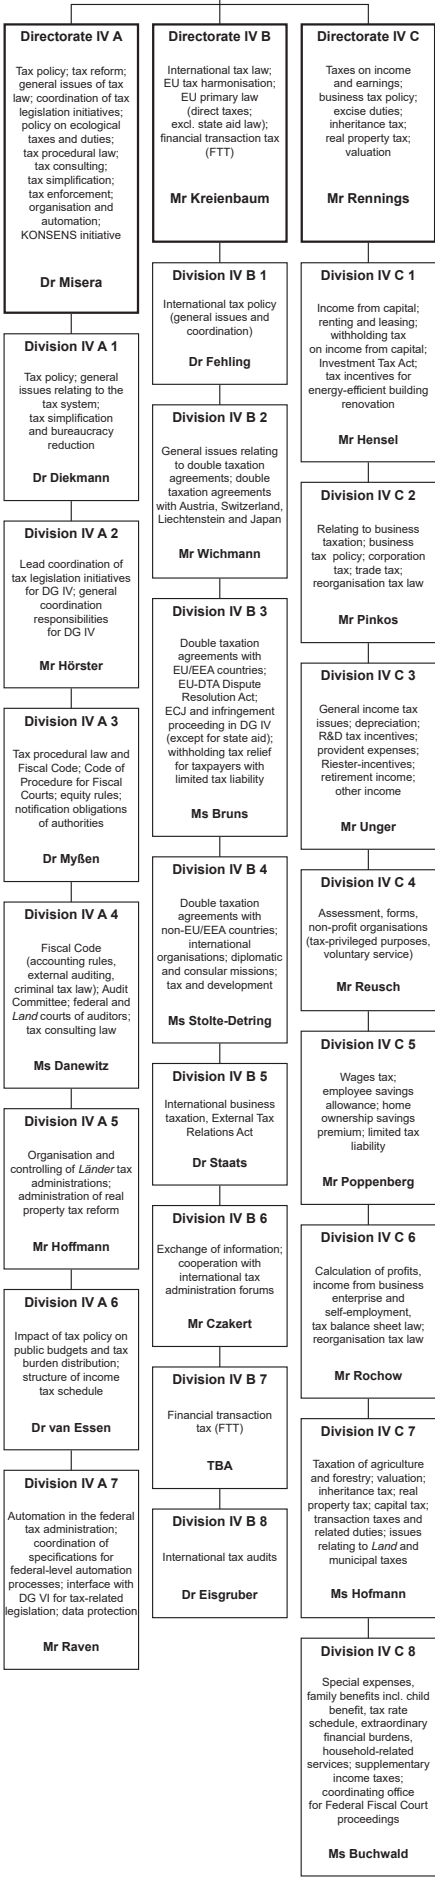 Directorate IV A
Tax policy; tax reform;
general issues of tax
law; coordination of tax
legislation initiatives;
policy on ecological
taxes and duties;
tax procedural law;
tax consulting;
tax simplification;
tax enforcement;
organisation and
automation;
KONSENS initiative
Dr Misera
Division IV A 1
Tax policy; general
issues relating to the
tax system;
tax simplification
and bureaucracy
reduction
Dr Diekmann
Division IV A 2
Lead coordination of
tax legislation initiatives
for DG IV; general
coordination
responsibilities
for DG IV
Mr Hörster
Division IV A 3
Tax procedural law and
Fiscal Code; Code of
Procedure for Fiscal
Courts; equity rules;
notification obligations
of authorities
Dr Myßen
Division IV A 4
Fiscal Code
(accounting rules,
external auditing,
criminal tax law); Audit
Committee; federal and
Land courts of auditors;
tax consulting law
Ms Danewitz
Division IV A 5
Organisation and
controlling of Länder tax
administrations;
administration of real
property tax reform
Mr Hoffmann
Division IV A 6
Impact of tax policy on
public budgets and tax
burden distribution;
structure of income
tax schedule
Dr van Essen
Division IV A 7
Automation in the federal
tax administration;
coordination of
specifications for
federal-level automation
processes; interface with
DG VI for tax-related
legislation; data protection
Mr Raven
Directorate IV B
International tax law;
EU tax harmonisation;
EU primary law
(direct taxes;
excl. state aid law);
financial transaction tax
(FTT)
Mr Kreienbaum
Division IV B 1
International tax policy
(general issues and
coordination)
Dr Fehling
Division IV B 2
General issues relating
to double taxation
agreements; double
taxation agreements
with Austria, Switzerland,
Liechtenstein and Japan
Mr Wichmann
Division IV B 3
Double taxation
agreements with
EU/EEA countries;
EU-DTA Dispute
Resolution Act;
ECJ and infringement
proceeding in DG IV
(except for state aid);
withholding tax relief
for taxpayers with
limited tax liability
Ms Bruns
Division IV B 4
Double taxation
agreements with
non-EU/EEA countries;
international
organisations; diplomatic
and consular missions;
tax and development
Ms Stolte-Detring
Division IV B 5
International business
taxation, External Tax
Relations Act
Dr Staats
Division IV B 6
Exchange of information;
cooperation with
international tax
administration forums
Mr Czakert
Division IV B 7
Financial transaction
tax (FTT)
TBA
Division IV B 8
International tax audits
Dr Eisgruber
Directorate IV C
Taxes on income
and earnings;
business tax policy;
excise duties;
inheritance tax;
real property tax;
valuation
Mr Rennings
Division IV C 1
Income from capital;
renting and leasing;
withholding tax
on income from capital;
Investment Tax Act;
tax incentives for
energy-efficient building
renovation
Mr Hensel
Division IV C 2
Relating to business
taxation; business
tax policy; corporation
tax; trade tax;
reorganisation tax law
Mr Pinkos
Division IV C 3
General income tax
issues; depreciation;
R&D tax incentives;
provident expenses;
Riester-incentives;
retirement income;
other income
Mr Unger
Division IV C 4
Assessment, forms,
non-profit organisations
(tax-privileged purposes,
voluntary service)
Mr Reusch
Division IV C 5
Wages tax;
employee savings
allowance; home
ownership savings
premium; limited tax
liability
Mr Poppenberg
Division IV C 6
Calculation of profits,
income from business
enterprise and
self-employment,
tax balance sheet law;
reorganisation tax law
Mr Rochow
Division IV C 7
Taxation of agriculture
and forestry; valuation;
inheritance tax; real
property tax; capital tax;
transaction taxes and
related duties; issues
relating to Land and
municipal taxes
Ms Hofmann
Division IV C 8
Special expenses,
family benefits incl. child
benefit, tax rate
schedule, extraordinary
financial burdens,
household-related
services; supplementary
income taxes;
coordinating office
for Federal Fiscal Court
proceedings
Ms Buchwald